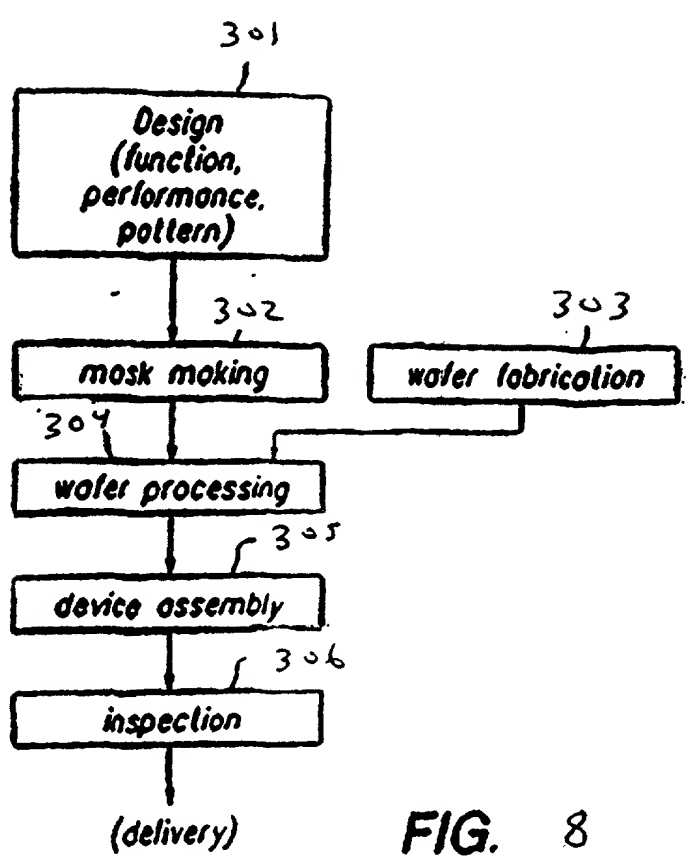 301
Design
(function,
performance,
pattern)
302
mask making
303
wafer fabrication
304
wafer processing
305
device assembly
306
inspection
(delivery)
FIG. 8